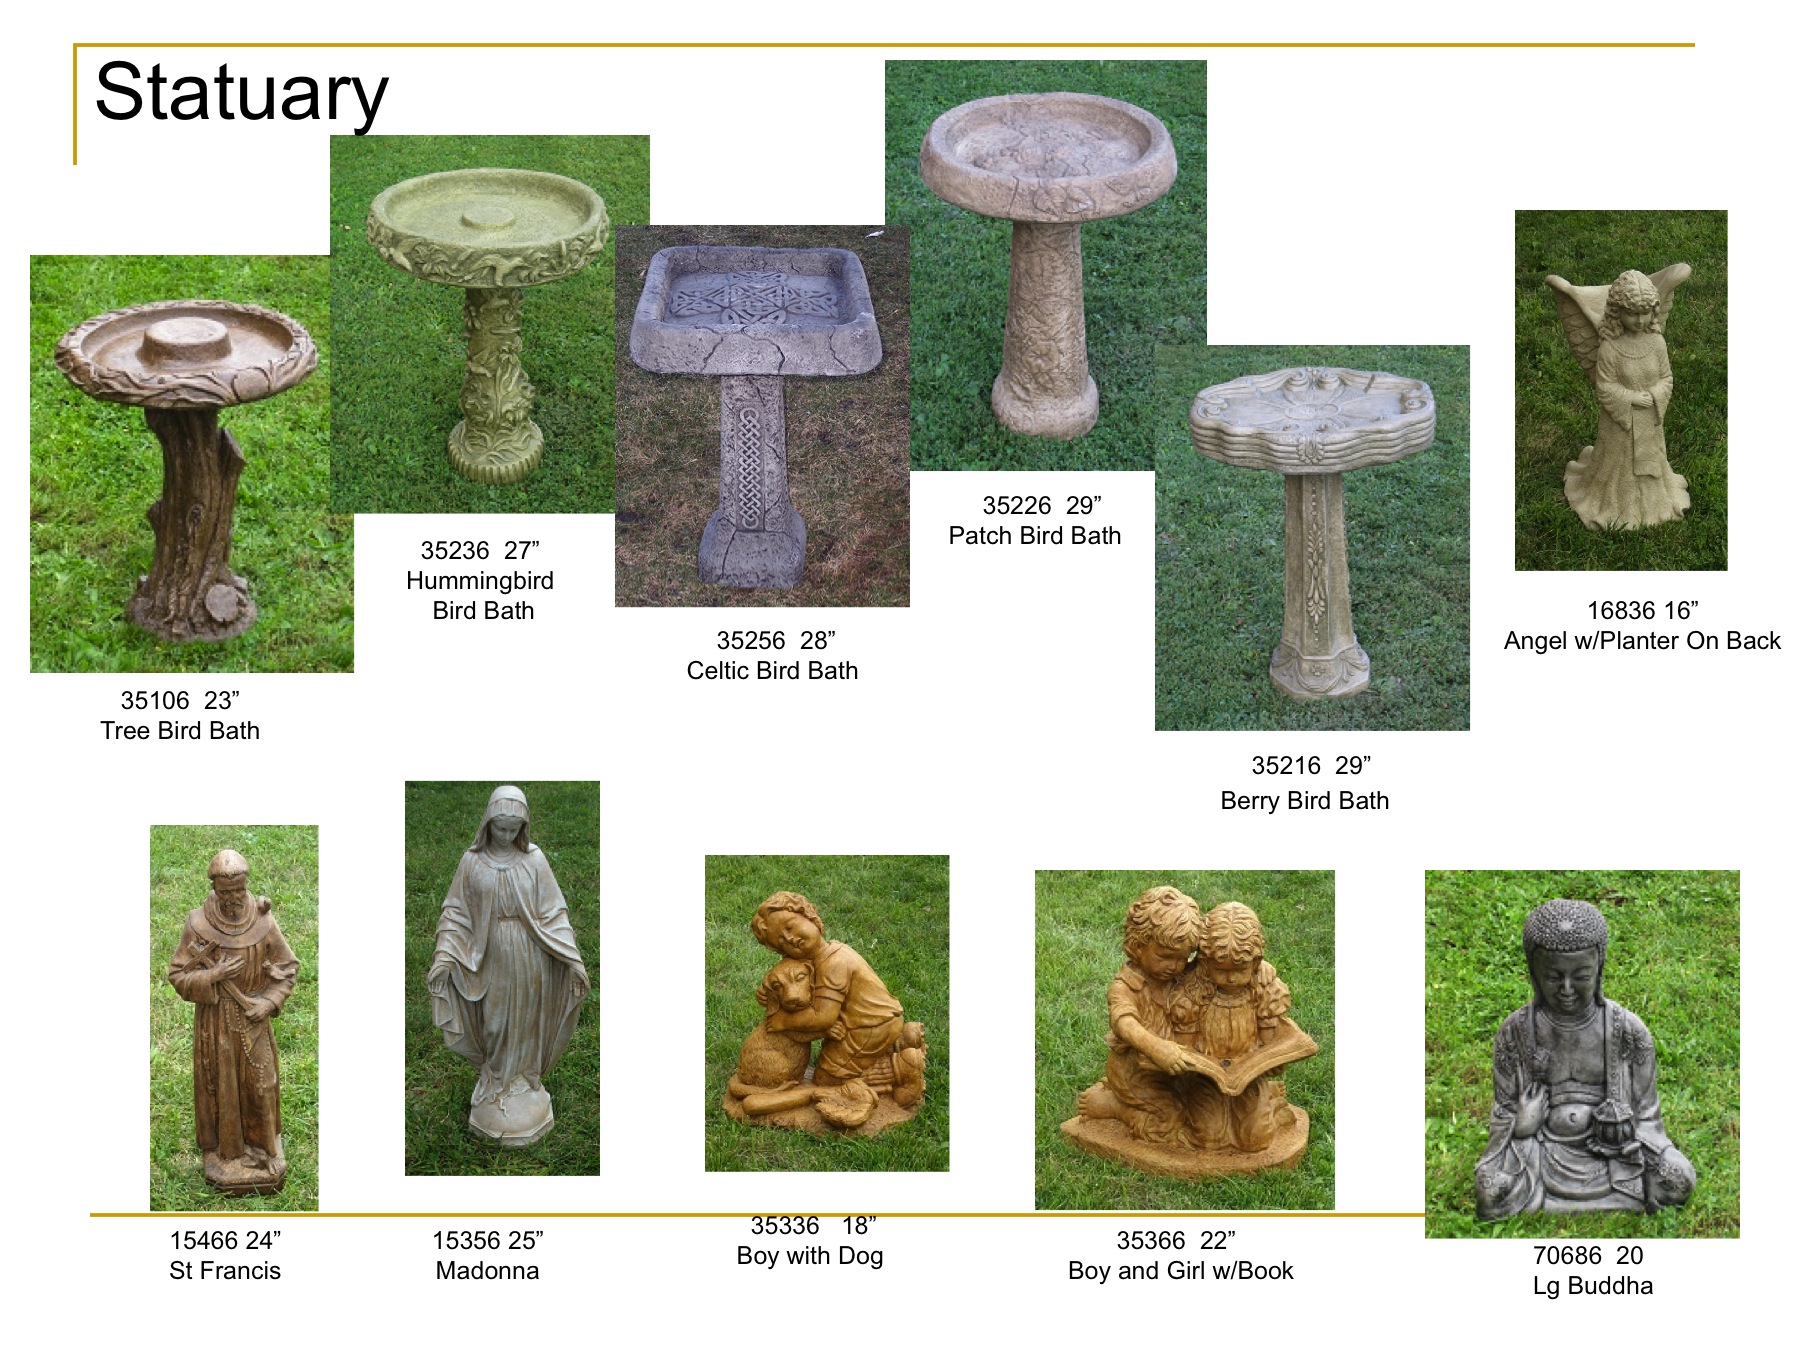 Statuary
35106  23”
Tree Bird Bath
35236  27”
Hummingbird
Bird Bath
35256  28”
Celtic Bird Bath
35226  29”
Patch Bird Bath
35216  29”
Berry Bird Bath
16836 16”
Angel w/Planter On Back
15466 24”
St Francis
15356 25”
Madonna
35336   18”
Boy with Dog
35366  22”
Boy and Girl w/Book
70686  20
Lg Buddha